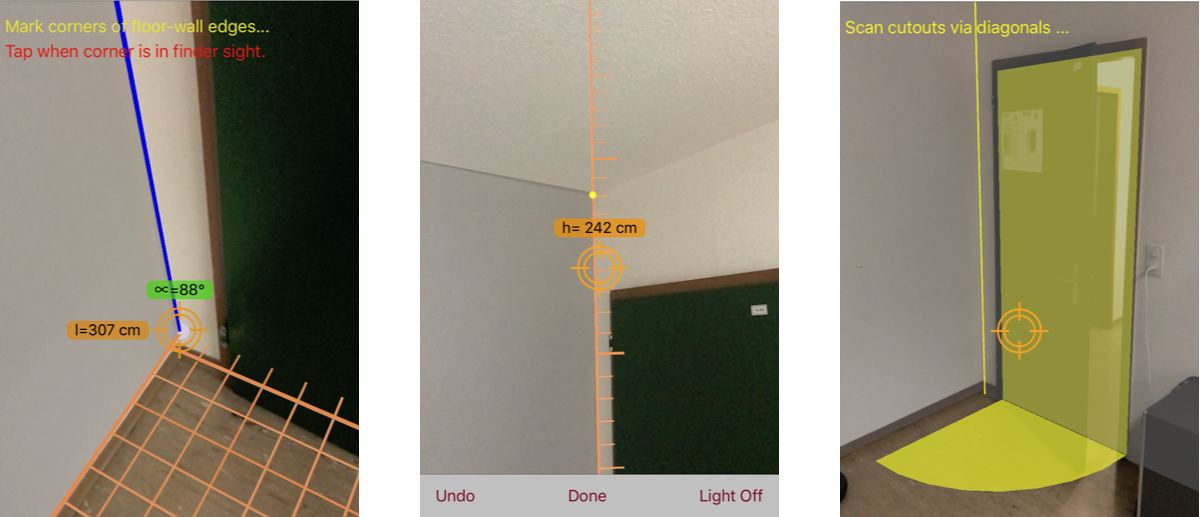 Mark corners of floor-wall edges...
Tap when corner is in finder sight.
∝=88°
l=307 cm
h= 242 cm
Undo Done Light Off
Scan cutouts via diagonals ...